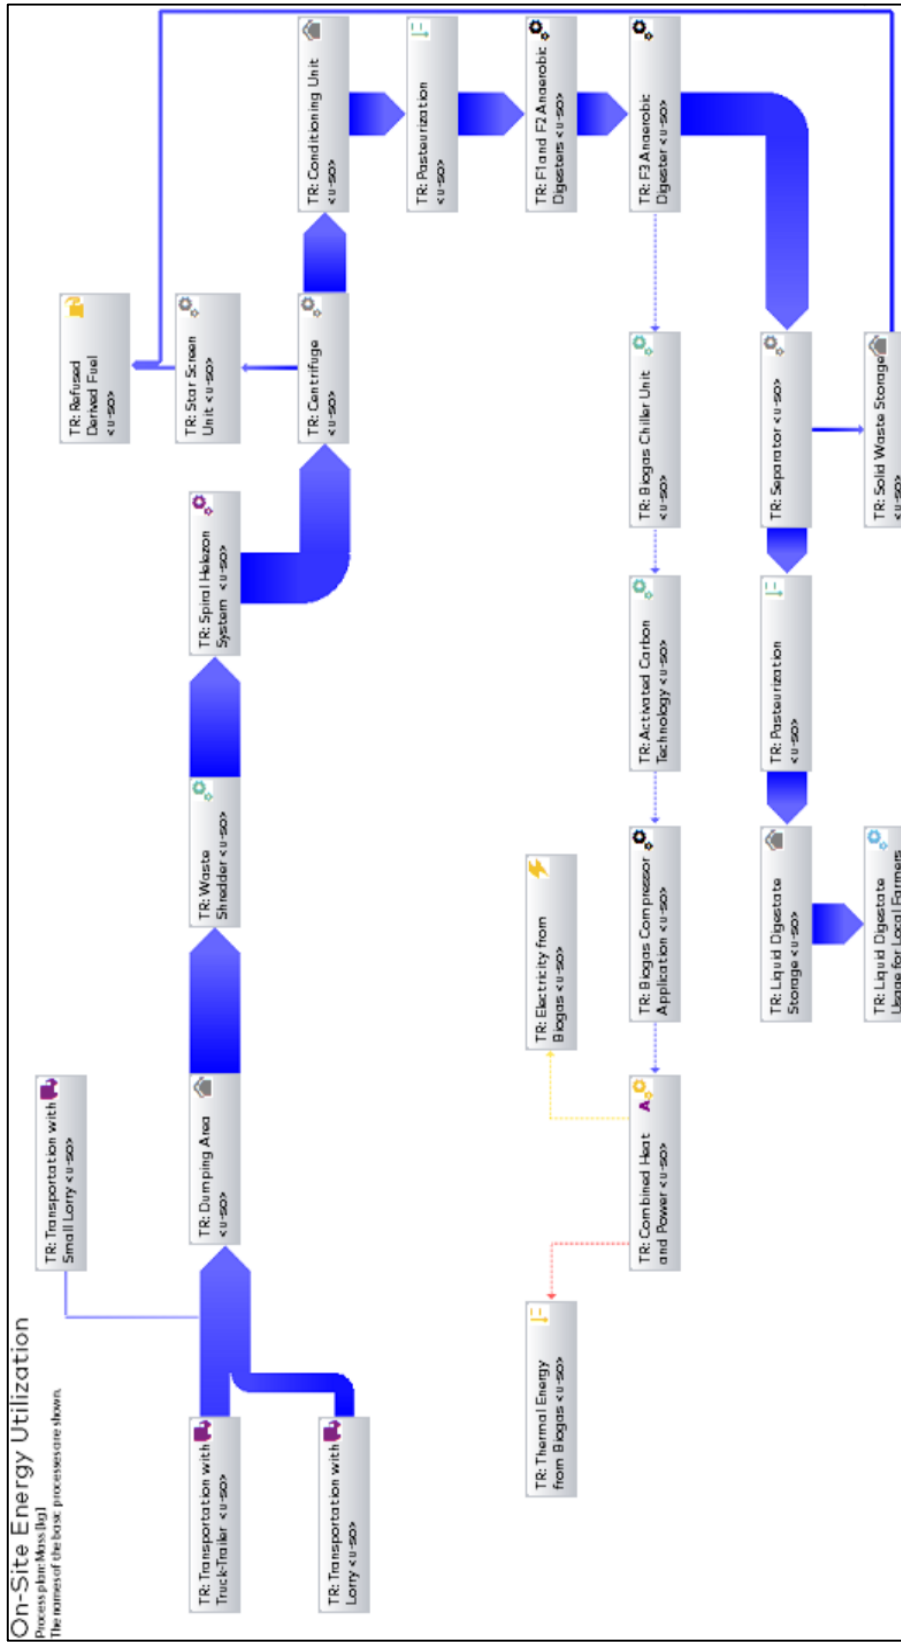 On-Site Energy Utilization
Process plan: Mass [kg]
The names of the basic processes are shown.
TR: Transportation with
Small Lorry <u-so>
TR: Transportation with
Truck-Trailer <u-so>
TR: Transportation with
Lorry <u-so>
TR: Dumping Area
<u-so>
TR: Waste
Shredder <u-so>
TR: Spiral Helezon
System <u-so>
TR: Centrifuge
<u-so>
TR: Star Screen
Unit <u-so>
TR: Refused
Derived Fuel
<u-so>
TR: Conditioning Unit
<u-so>
TR: Pasteurization
<u-so>
TR: F1 and F2 Anaerobic
Digesters <u-so>
TR: F3 Anaerobic
Digester <u-so>
TR: Biogas Chiller Unit
<u-so>
TR: Activated Carbon
Technology <u-so>
TR: Biogas Compressor
Application <u-so>
TR: Combined Heat
and Power <u-so>
A
TR: Electricity from
Biogas <u-so>
TR: Thermal Energy
from Biogas <u-so>
TR: Separator <u-so>
TR: Solid Waste Storage
<u-so>
TR: Pasteurization
<u-so>
TR: Liquid Digestate
Storage <u-so>
TR: Liquid Digestate
Usage for Local Farmers